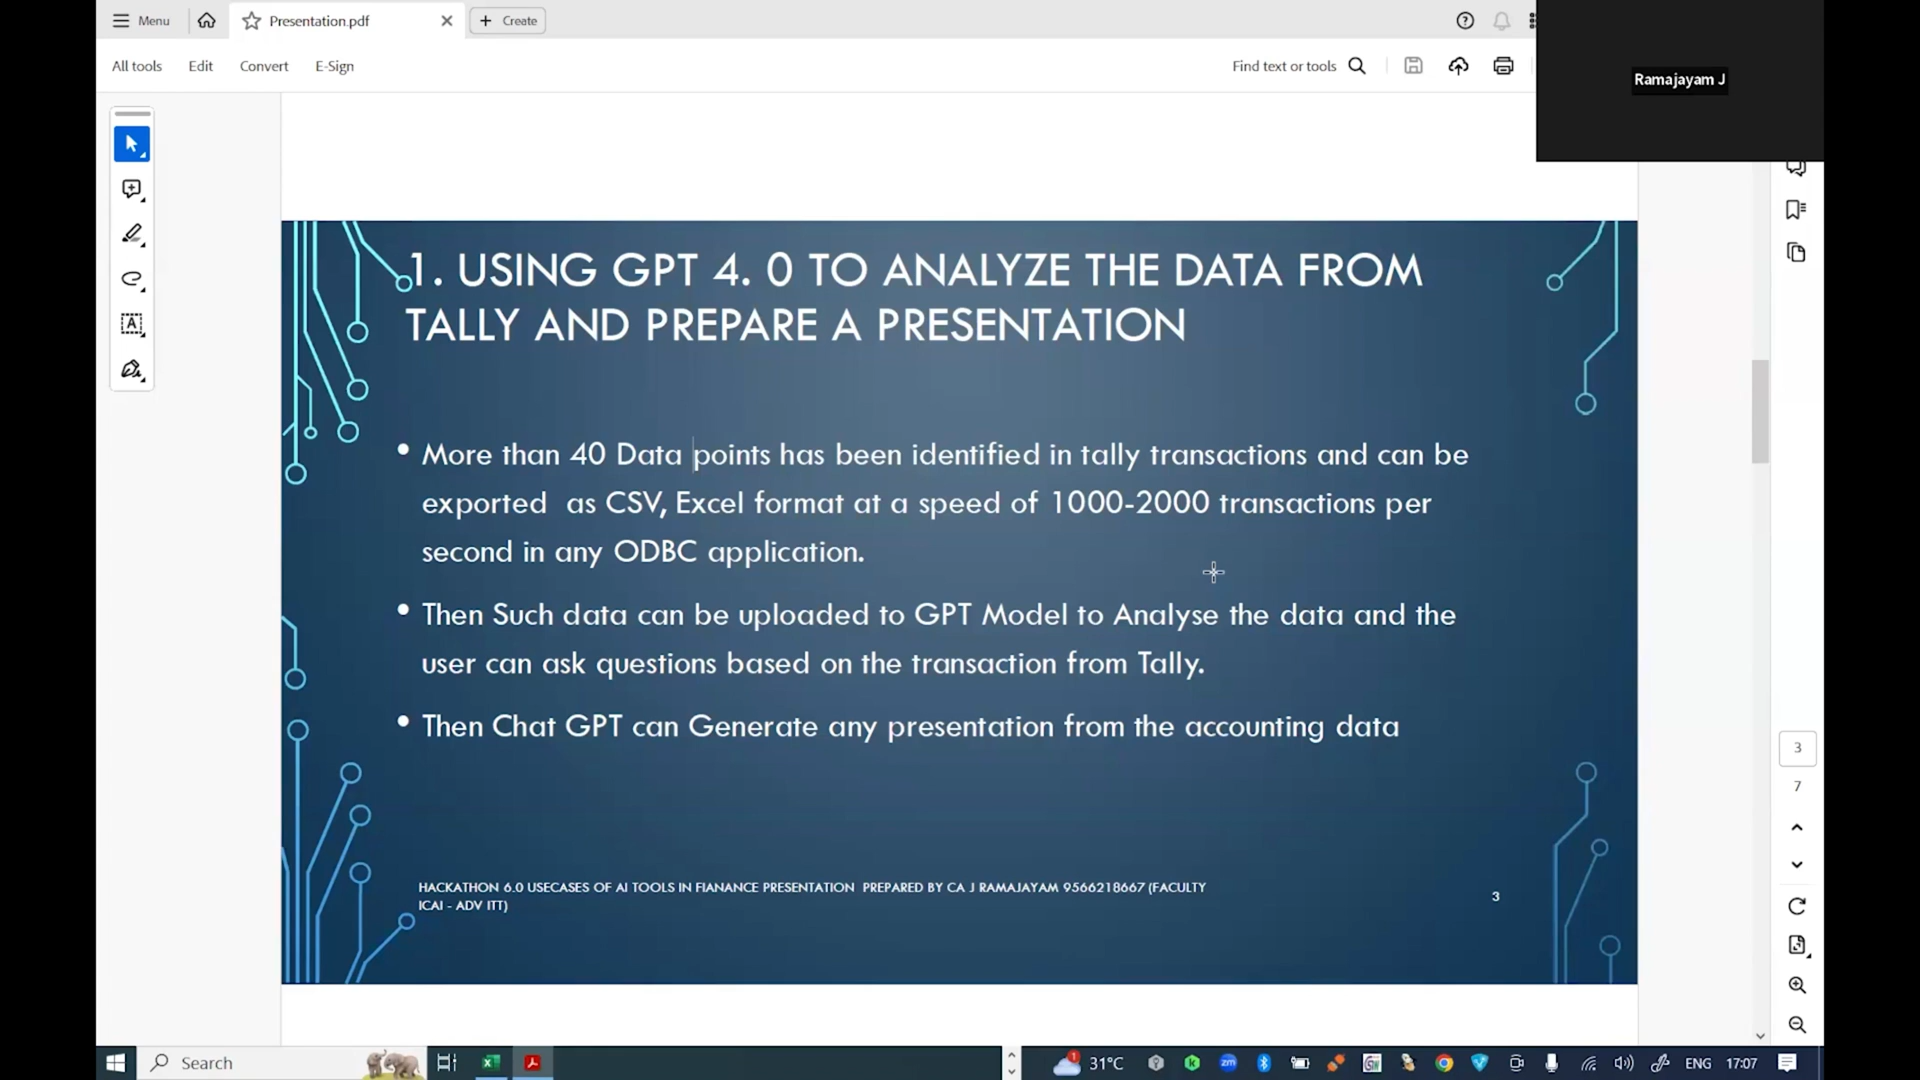 Menu
Presentation.pdf
Create
All tools
Edit
Convert
E-Sign
Find text or tools
Ramajayam J
1. USING GPT 4. 0 TO ANALYZE THE DATA FROM
TALLY AND PREPARE A PRESENTATION
• More than 40 Data points has been identified in tally transactions and can be
exported as CSV, Excel format at a speed of 1000-2000 transactions per
second in any ODBC application.
• Then Such data can be uploaded to GPT Model to Analyse the data and the
user can ask questions based on the transaction from Tally.
• Then Chat GPT can Generate any presentation from the accounting data
3
7
HACKATHON 6.0 USECASES OF AI TOOLS IN FIANANCE PRESENTATION PREPARED BY CA J RAMAJAYAM 9566218667 (FACULTY
ICAI - ADV ITT)
3
Search
1
31°C
zm
ENG
17:07